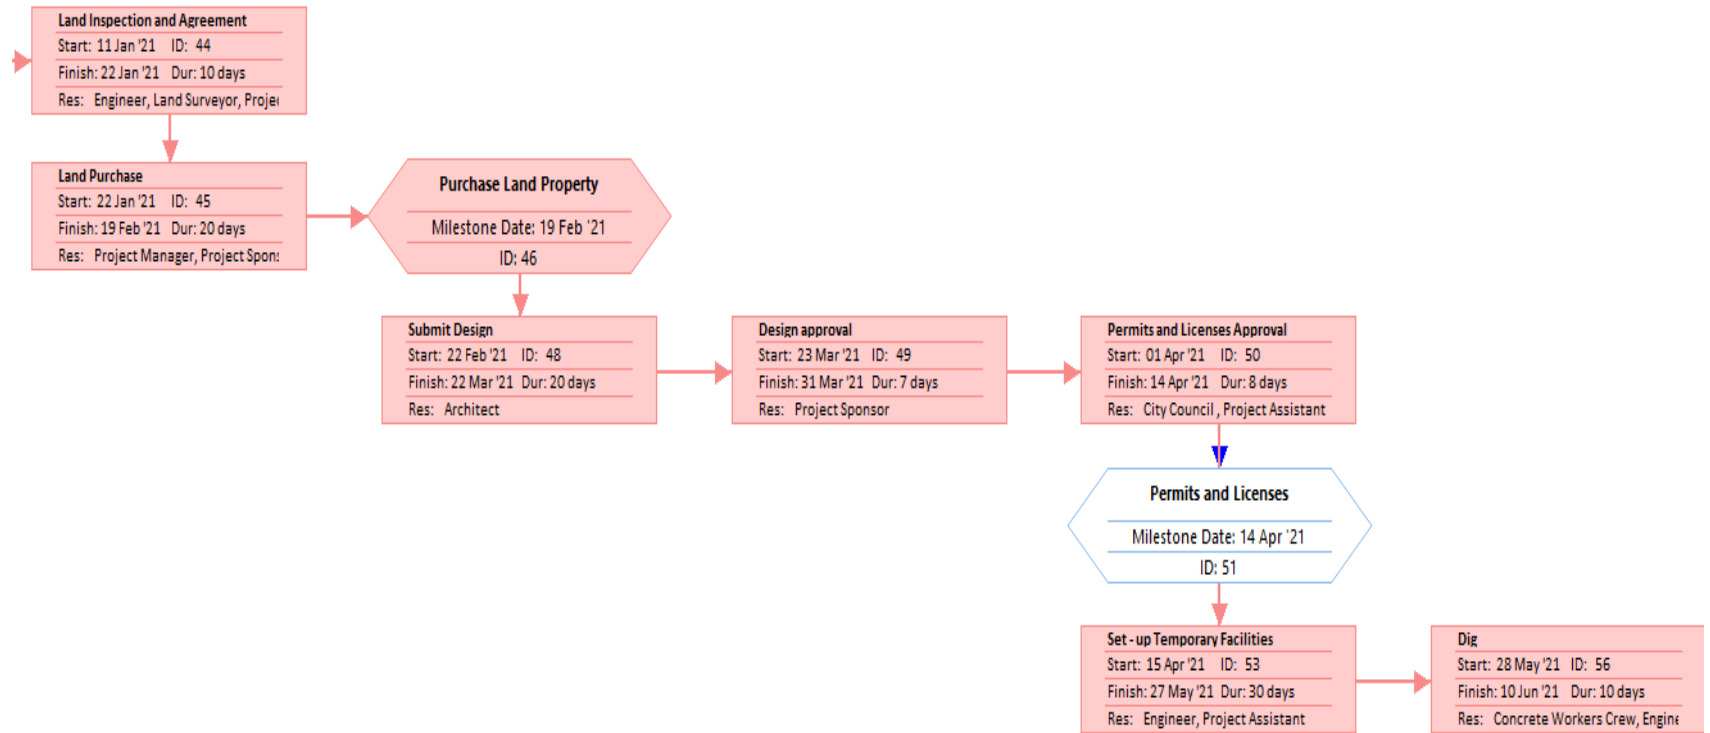 Land Inspection and Agreement
Start: 11 Jan '21 ID: 44
Finish: 22 Jan '21 Dur: 10 days
Res: Engineer, Land Surveyor, Projec
Land Purchase
Start: 22 Jan '21 ID: 45
Finish: 19 Feb '21 Dur: 20 days
Res: Project Manager, Project Spons
Purchase Land Property
Milestone Date: 19 Feb '21
ID: 46
Submit Design
Start: 22 Feb '21 ID: 48
Finish: 22 Mar '21 Dur: 20 days
Res: Architect
Design approval
Start: 23 Mar '21 ID: 49
Finish: 31 Mar '21 Dur: 7 days
Res: Project Sponsor
Permits and Licenses Approval
Start: 01 Apr '21 ID: 50
Finish: 14 Apr '21 Dur: 8 days
Res: City Council , Project Assistant
Permits and Licenses
Milestone Date: 14 Apr '21
ID: 51
Set - up Temporary Facilities
Start: 15 Apr '21 ID: 53
Finish: 27 May '21 Dur: 30 days
Res: Engineer, Project Assistant
Dig
Start: 28 May '21 ID: 56
Finish: 10 Jun '21 Dur: 10 days
Res: Concrete Workers Crew, Engine